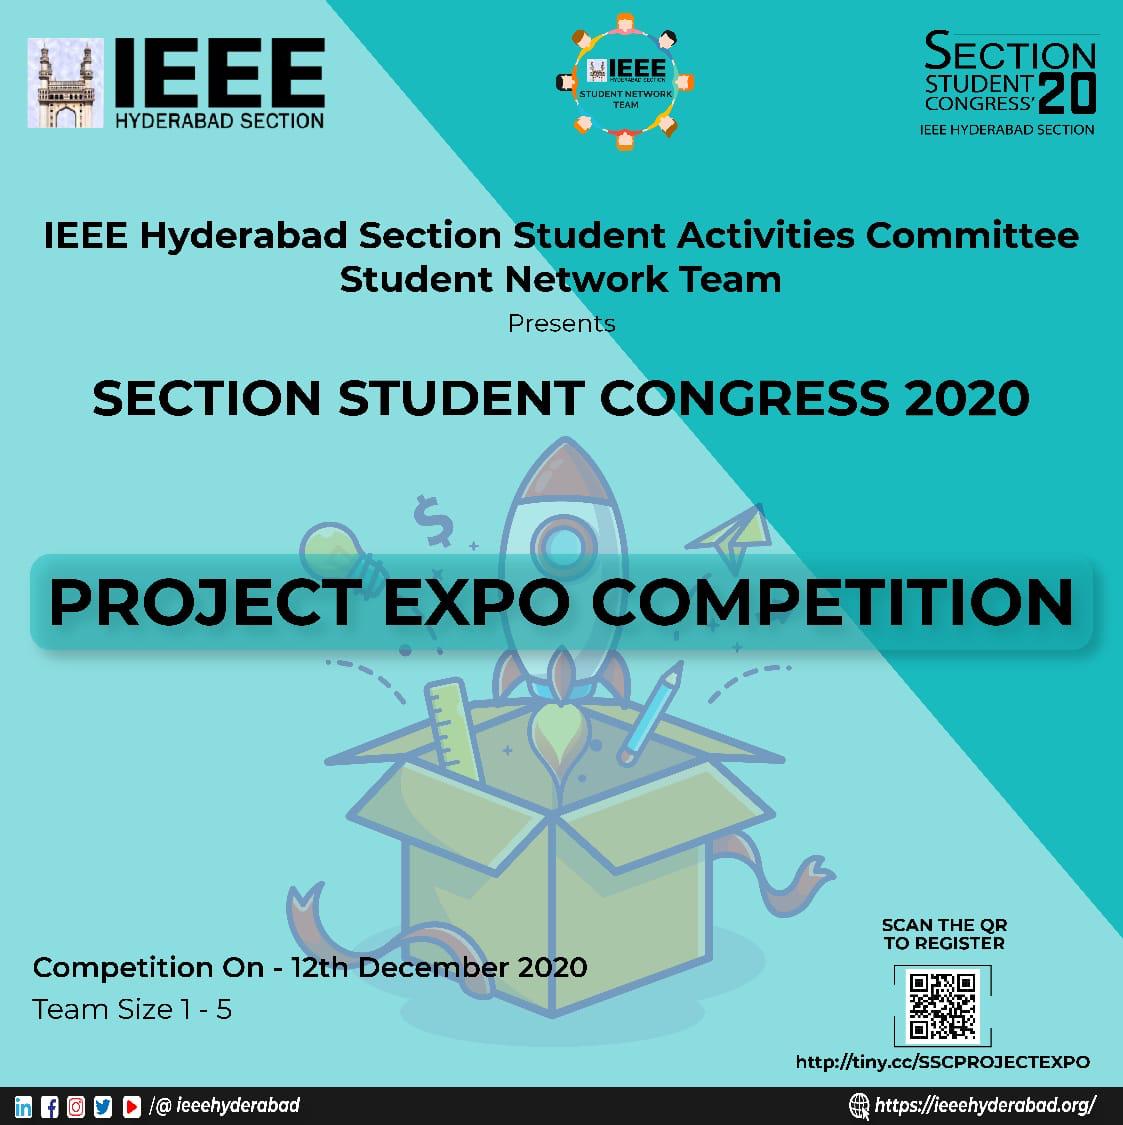 IEEE
HYDERABAD SECTION
IEEE
HYDERABAD SECTION
STUDENT NETWORK
TEAM
SECTION
STUDENT
CONGRESS'20
IEEE HYDERABAD SECTION
IEEE Hyderabad Section Student Activities Committee
Student Network Team
Presents
SECTION STUDENT CONGRESS 2020
$
PROJECT EXPO COMPETITION
Competition On - 12th December 2020
Team Size 1 - 5
SCAN THE QR
TO REGISTER
http://tiny.cc/SSCPROJECTEXPO
/@ ieeehyderabad
https://ieeehyderabad.org/